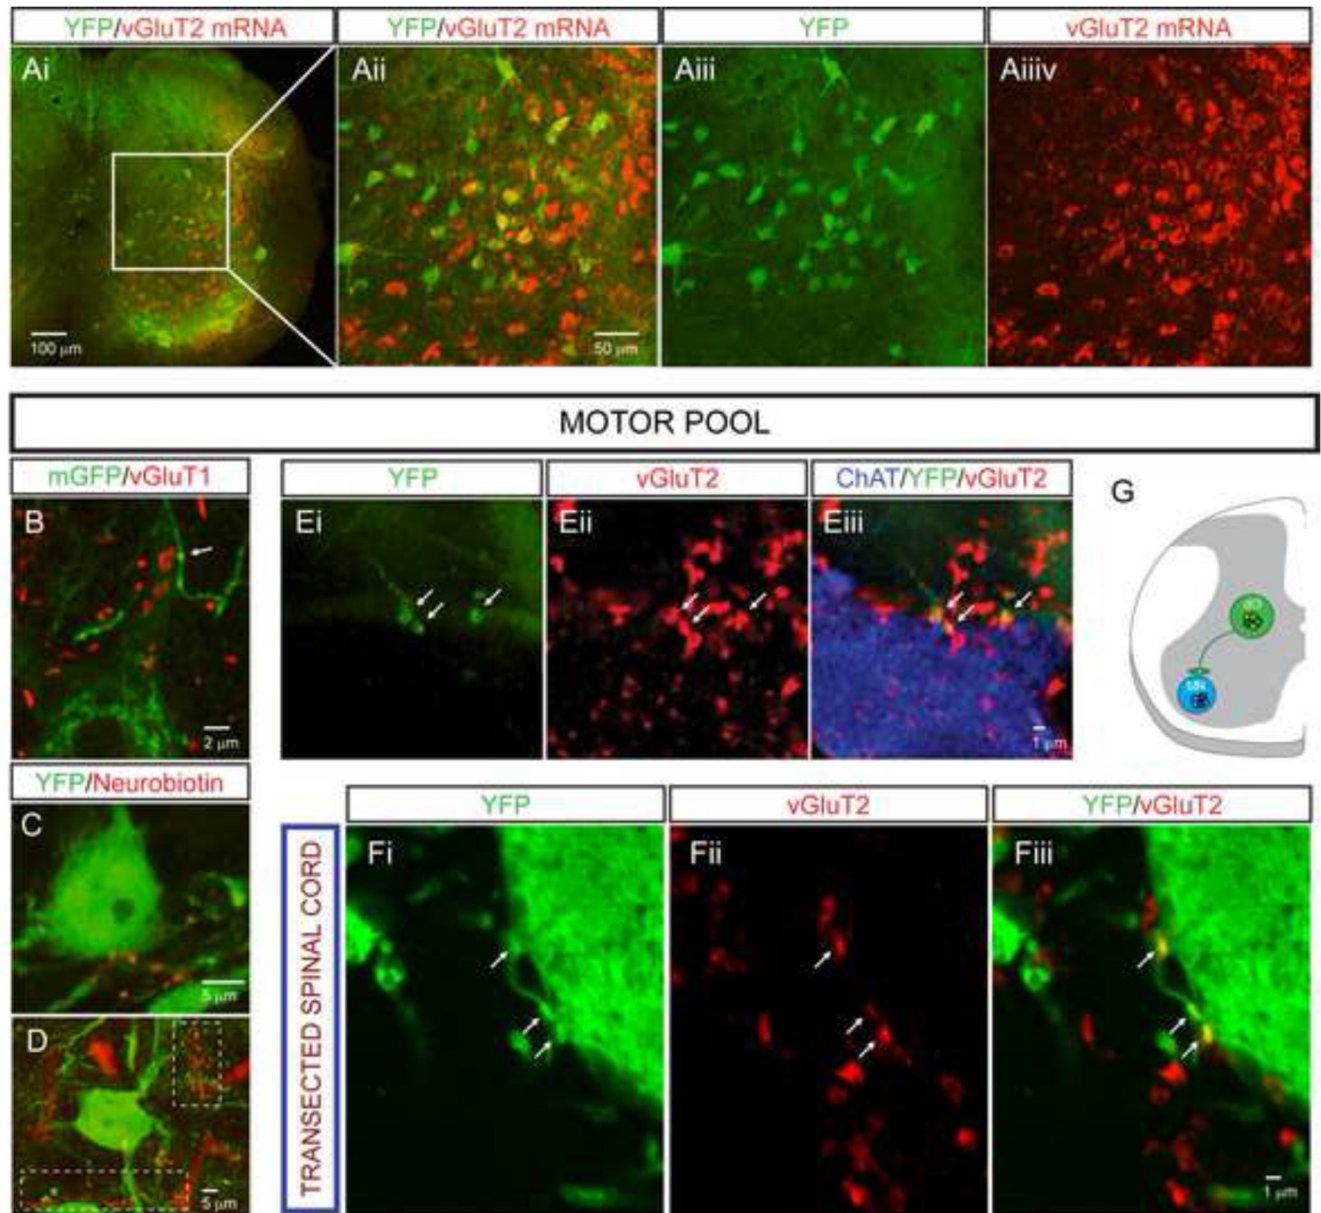 YFP/vGluT2 mRNA
YFP/vGluT2 mRNA
YFP
vGluT2 mRNA
Ai
Aii
Aiii
Aiiiv
100 µm
50 µm
MOTOR POOL
mGFP/vGluT1
YFP
vGluT2
ChAT/YFP/vGluT2
G
B
Ei
Eii
Eiii
2 µm
1 µm
YFP/Neurobiotin
C
5 µm
D
5 µm
YFP
vGluT2
YFP/vGluT2
TRANSECTED SPINAL CORD
Fi
Fii
Fiii
1 µm